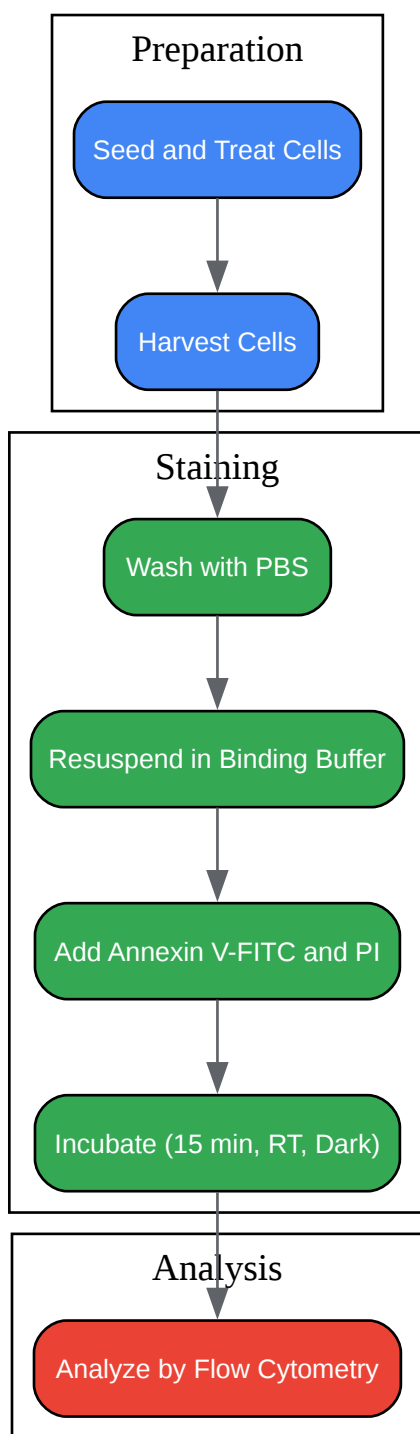 Preparation
Seed and Treat Cells
Harvest Cells
Staining
Wash with PBS
Resuspend in Binding Buffer
Add Annexin V-FITC and PI
Incubate (15 min, RT, Dark)
Analysis
Analyze by Flow Cytometry